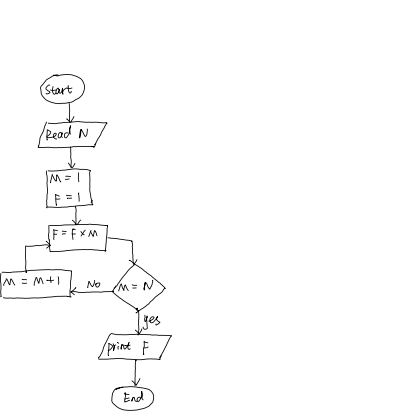 Start
Read N
M = 1
F = 1
F = F × M
M = N
No
M = M+1
yes
print F
End